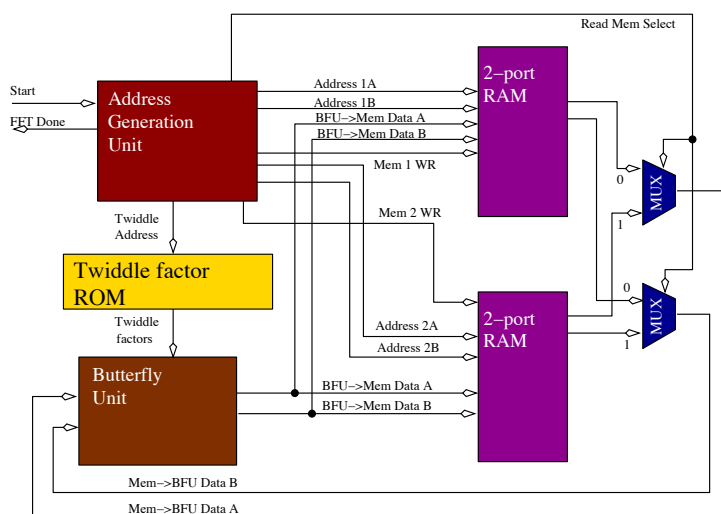 Read Mem Select
Start
FFT Done
Address
Generation
Unit
Address 1A
Address 1B
BFU->Mem Data A
BFU->Mem Data B
Mem 1 WR
2-port
RAM
0
MUX
1
Twiddle
Address
Mem 2 WR
Twiddle factor
ROM
Twiddle
factors
Address 2A
Address 2B
2-port
RAM
0
MUX
1
Butterfly
Unit
BFU->Mem Data A
BFU->Mem Data B
Mem->BFU Data B
Mem->BFU Data A